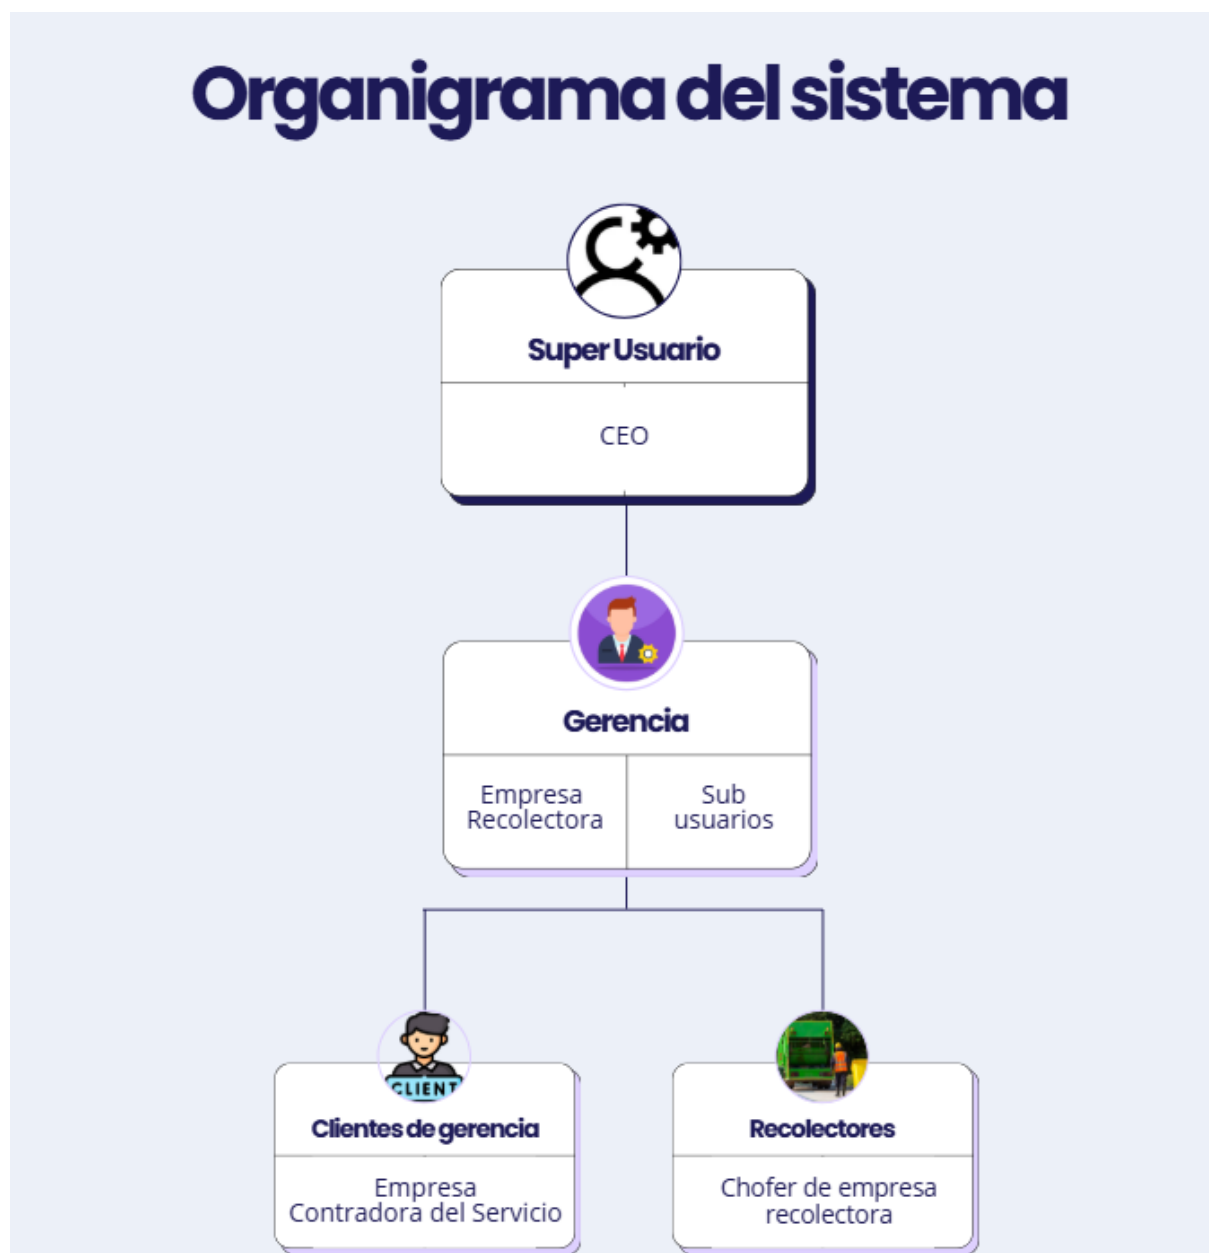 Organigrama del sistema
Super Usuario
CEO
Gerencia
Empresa
Recolectora
Sub
usuarios
CLIENT
Clientes de gerencia
Empresa
Contradora del Servicio
Recolectores
Chofer de empresa
recolectora